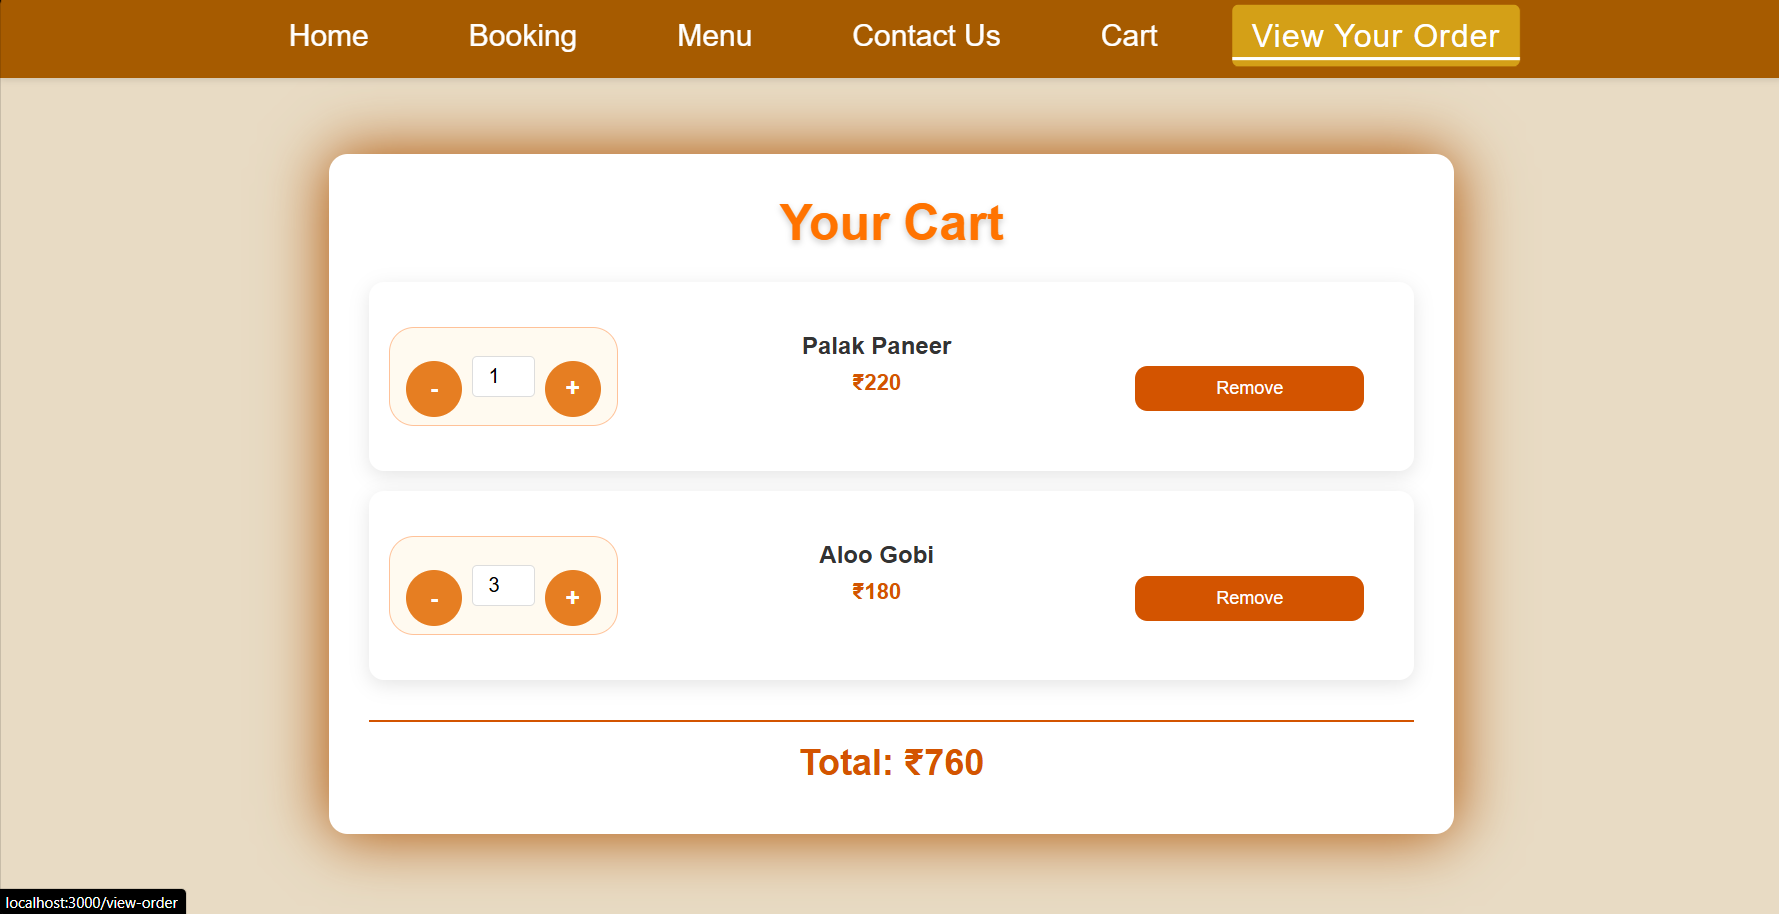 Home Booking Menu Contact Us Cart View Your Order
Your Cart
- 1 +
Palak Paneer
₹220
Remove
- 3 +
Aloo Gobi
₹180
Remove
Total: ₹760
localhost:3000/view-order